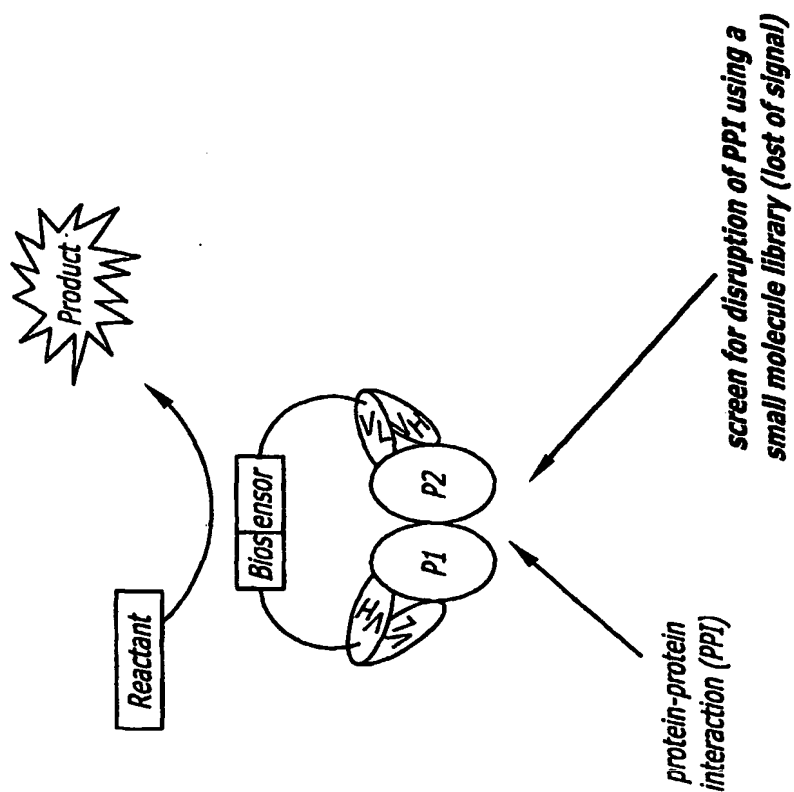 Reactant
Product
Biosensor
VH
VL
P1
P2
VL
VH
protein-protein
interaction (PPI)
screen for disruption of PPI using a
small molecule library (lost of signal)